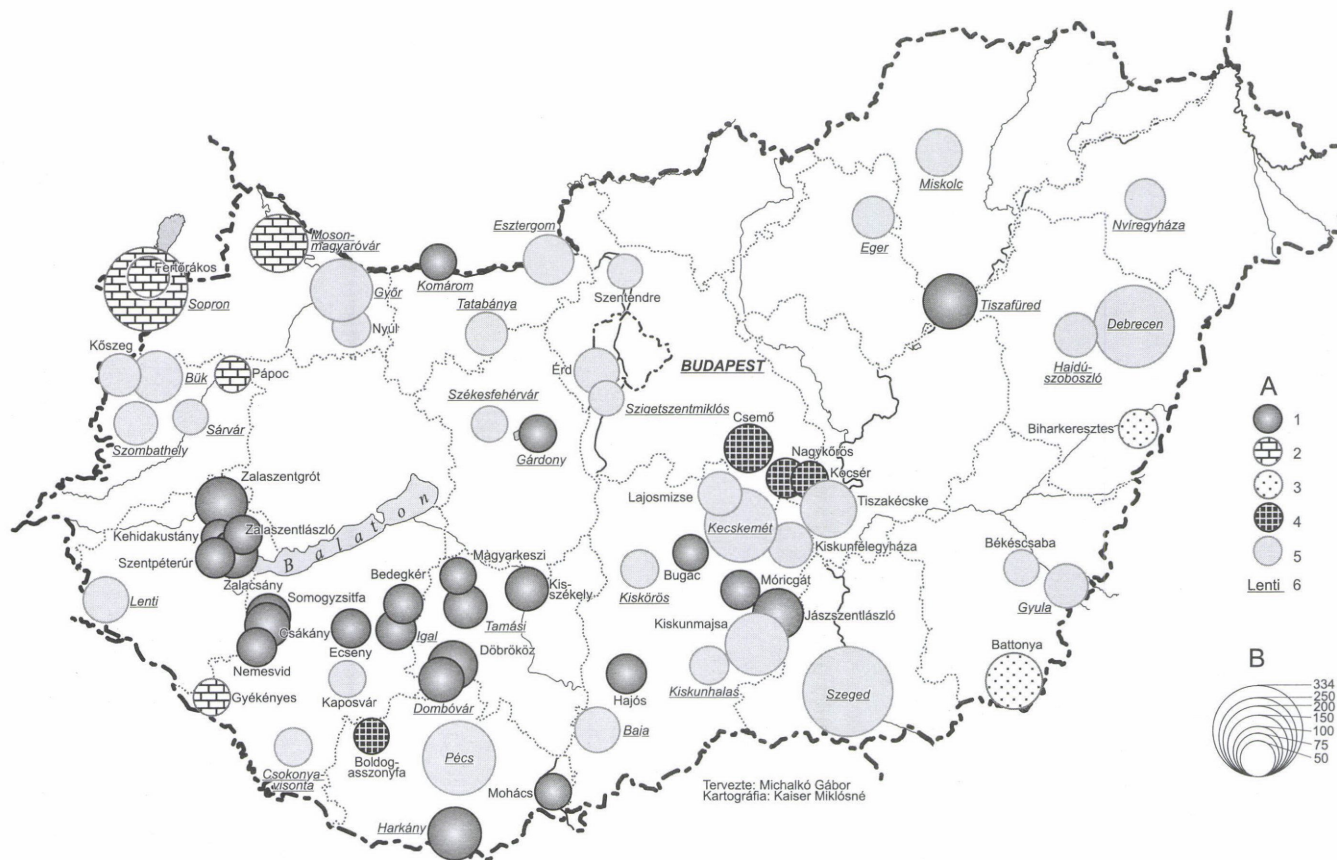 Miskolc
Nyíregyháza
Eger
Esztergom
Moson-
magyaróvár
Fertőrákos
Sopron
Komárom
Győr
Nyúl
Tatabánya
Szentendre
Tiszafüred
Debrecen
Hajdú-
szoboszló
Kőszeg
Bük
Pápoc
Érd
BUDAPEST
Szigetszentmiklós
Székesfehérvár
Gárdony
Szombathely
Sárvár
Csemő
Biharkeresztes
Nagykőrös
Kocsér
Lajosmizse
Tiszakécske
Kecskemét
Kiskunfélegyháza
Zalaszentgrót
Kehidakustány
Zalaszentlászló
Szentpéterúr
Zalacsány
Balaton
Lenti
Bugac
Békéscsaba
Gyula
Kiskőrös
Móricgát
Magyarkeszi
Bedegkér
Kis-
székely
Somogyzsitfa
Csákány
Tamási
Igal
Ecseny
Nemesvid
Jászszentlászló
Kiskunmajsa
Döbrököz
Dombóvár
Hajós
Kiskunhalas
Szeged
Battonya
Gyékényes
Kaposvár
Boldog-
asszonyfa
Pécs
Baja
Csokonya-
visonta
Mohács
Harkány
Tervezte: Michalkó Gábor
Kartográfia: Kaiser Miklósné
A
1
2
3
4
5
Lenti 6
B
334
250
200
150
100
75
50